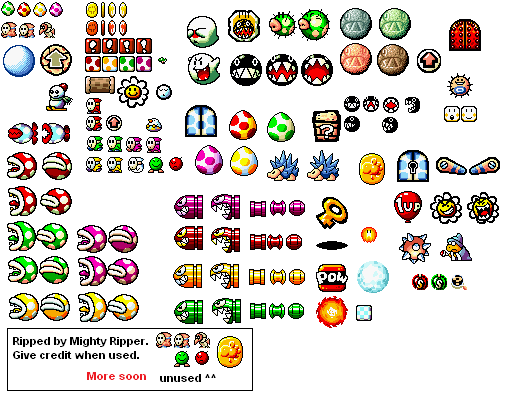 1UP
POW
Ripped by Mighty Ripper.
Give credit when used.
More soon
unused ^^